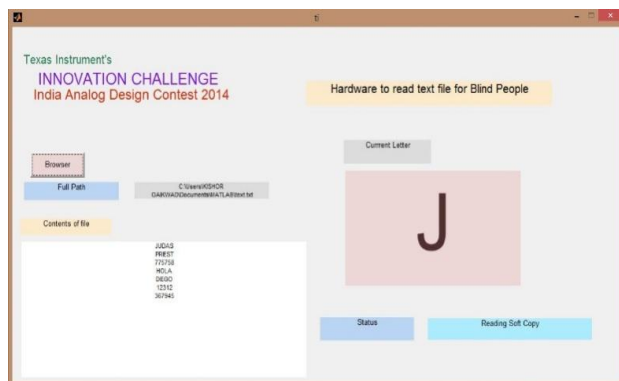 ti
Texas Instrument's
INNOVATION CHALLENGE
India Analog Design Contest 2014
Hardware to read text file for Blind People
Current Letter
Browser
Full Path
C:\Users\KISHOR
GAIKWAD\Documents\MATLAB\text.txt
Contents of file
JUDAS
PREST
775758
HOLA
DIEGO
12312
367945
J
Status
Reading Soft Copy